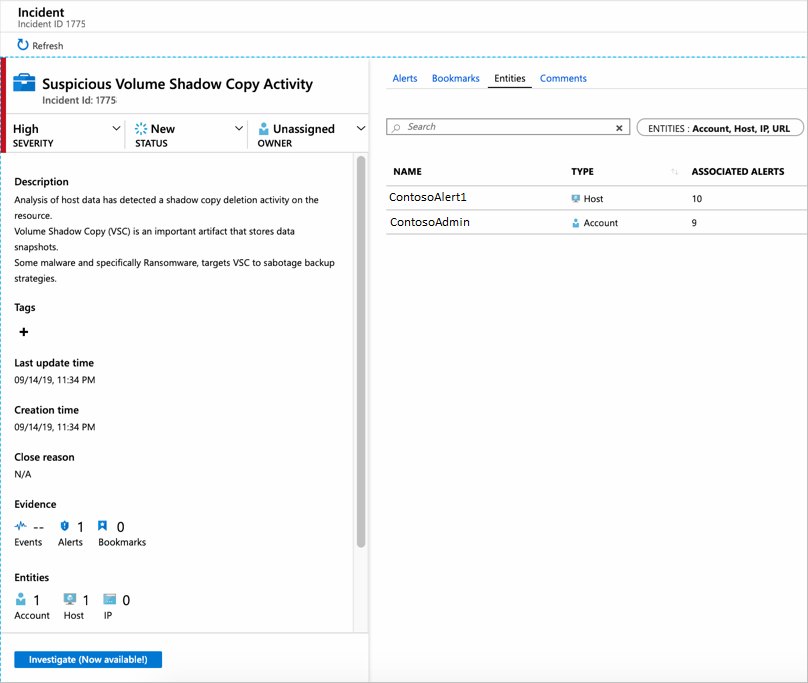 Incident
Incident ID 1775
Refresh
Suspicious Volume Shadow Copy Activity
Incident Id: 1775
High
SEVERITY
New
STATUS
Unassigned
OWNER
Description
Analysis of host data has detected a shadow copy deletion activity on the
resource.
Volume Shadow Copy (VSC) is an important artifact that stores data
snapshots.
Some malware and specifically Ransomware, targets VSC to sabotage backup
strategies.
Tags
+
Last update time
09/14/19, 11:34 PM
Creation time
09/14/19, 11:34 PM
Close reason
N/A
Evidence
-- 1 0
Events Alerts Bookmarks
Entities
1 1 0
Account Host IP
Investigate (Now available!)
Alerts Bookmarks Entities Comments
Search
ENTITIES : Account, Host, IP, URL
NAME TYPE ASSOCIATED ALERTS
ContosoAlert1 Host 10
ContosoAdmin Account 9